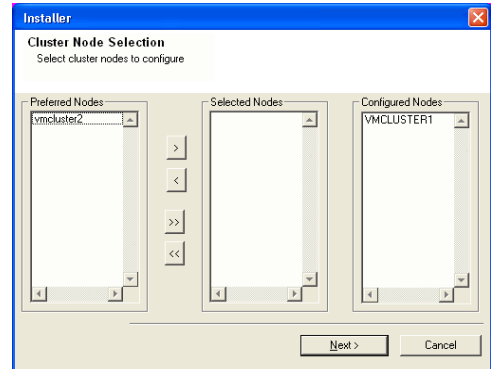 Installer
Cluster Node Selection
Select cluster nodes to configure
Preferred Nodes
Selected Nodes
Configured Nodes
vmcluster2
VMCLUSTER1
>
<
>>
<<
Next >
Cancel